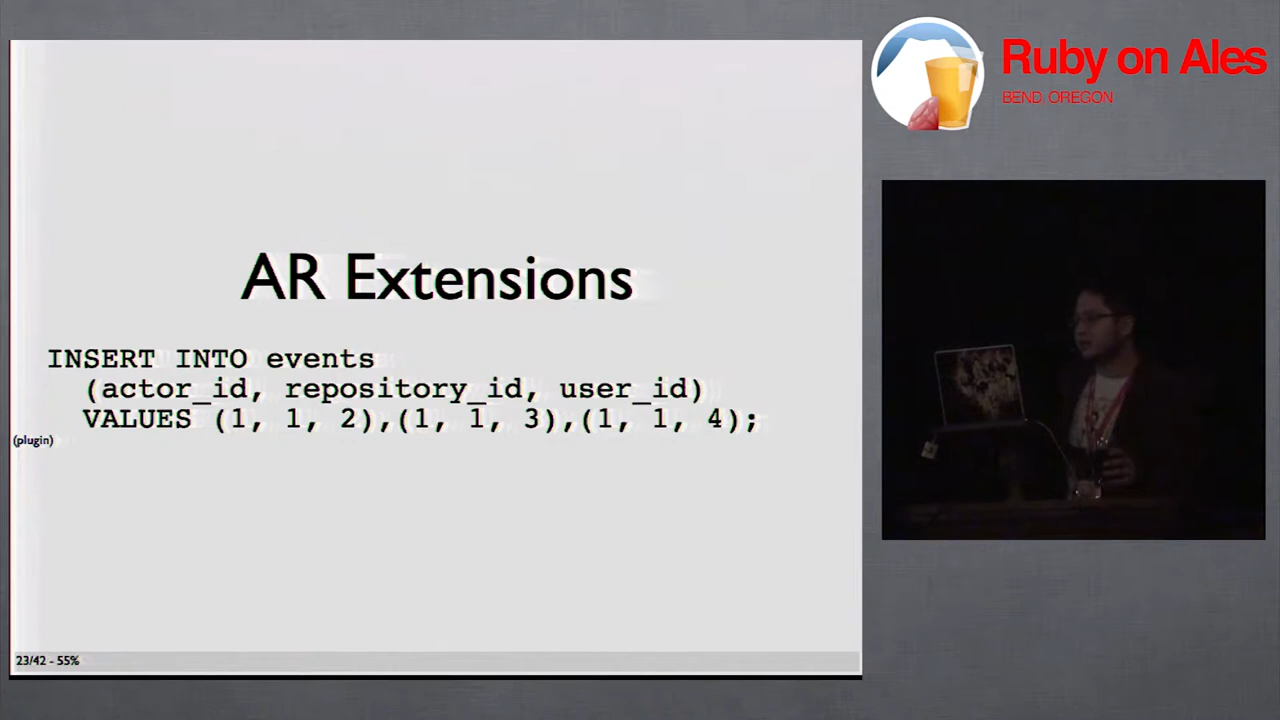 Ruby on Ales
BEND OREGON
AR Extensions
INSERT INTO events
(actor_id, repository_id, user_id)
VALUES (1, 1, 2),(1, 1, 3),(1, 1, 4);
(plugin)
23/42 - 55%